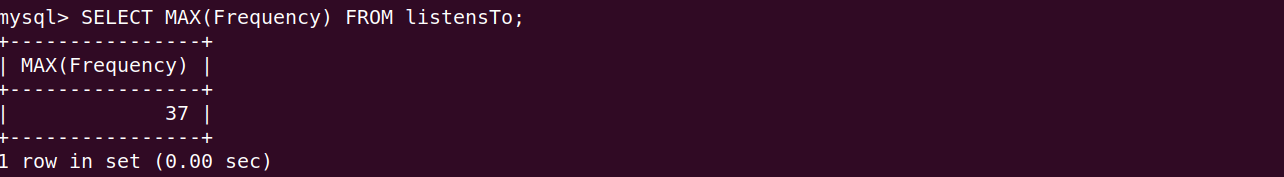 mysql> SELECT MAX(Frequency) FROM listensTo;
+----------------+
| MAX(Frequency) |
+----------------+
|             37 |
+----------------+
1 row in set (0.00 sec)